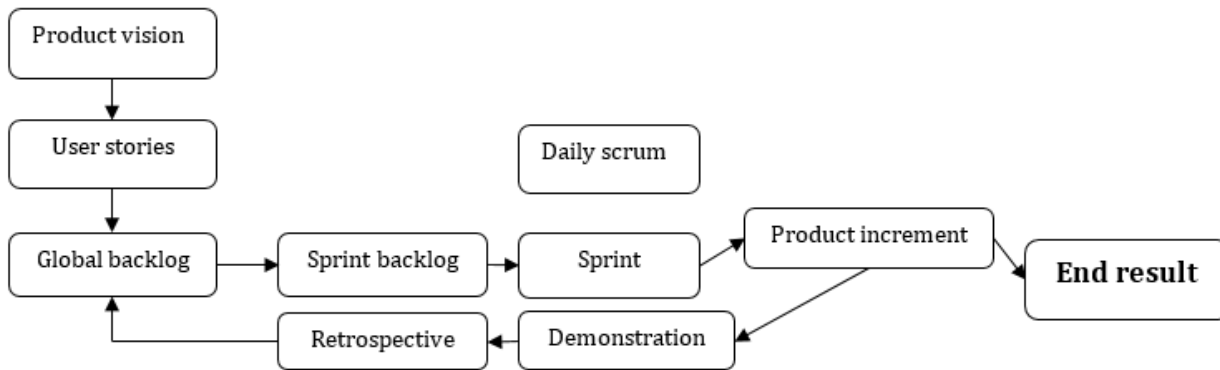 Product vision
User stories
Daily scrum
Global backlog
Sprint backlog
Sprint
Product increment
End result
Retrospective
Demonstration